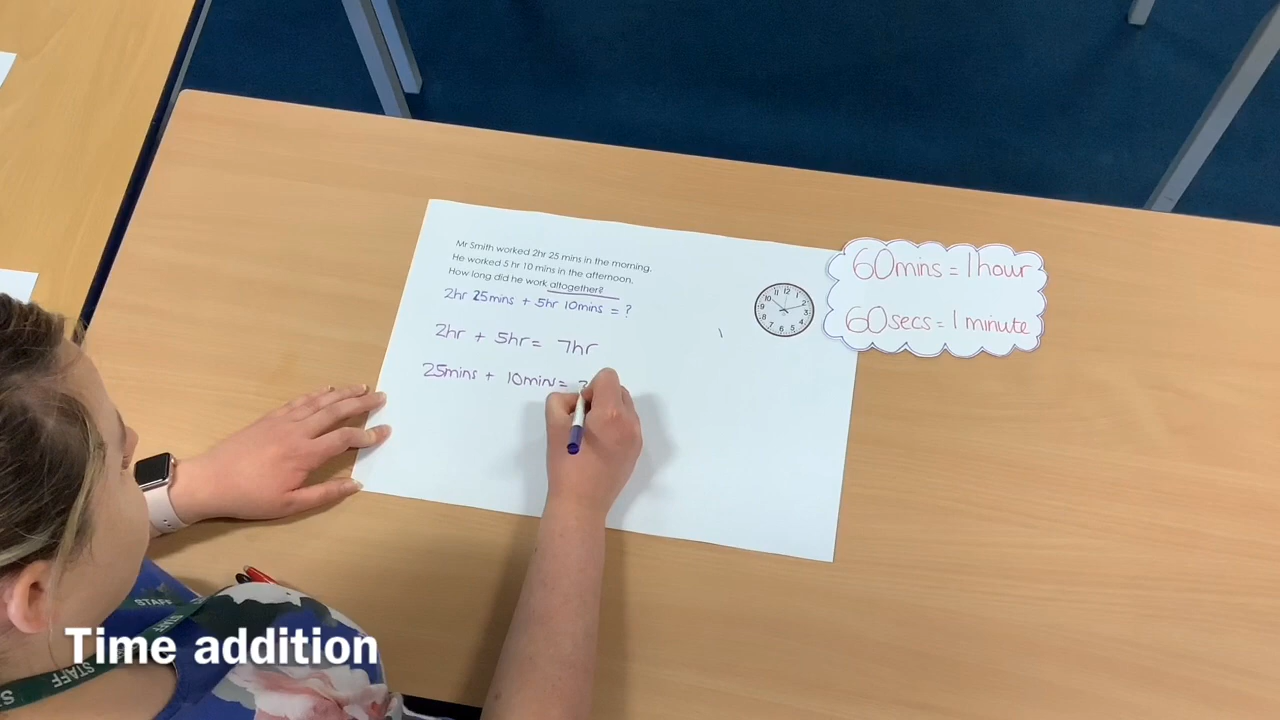 Mr Smith worked 2hr 25 mins in the morning.
He worked 5 hr 10 mins in the afternoon.
How long did he work altogether?
2hr 25mins + 5hr 10mins = ?
2hr + 5hr = 7hr
25mins + 10mins =
60mins = 1 hour
60secs = 1 minute
STAFF
STAFF
Time addition